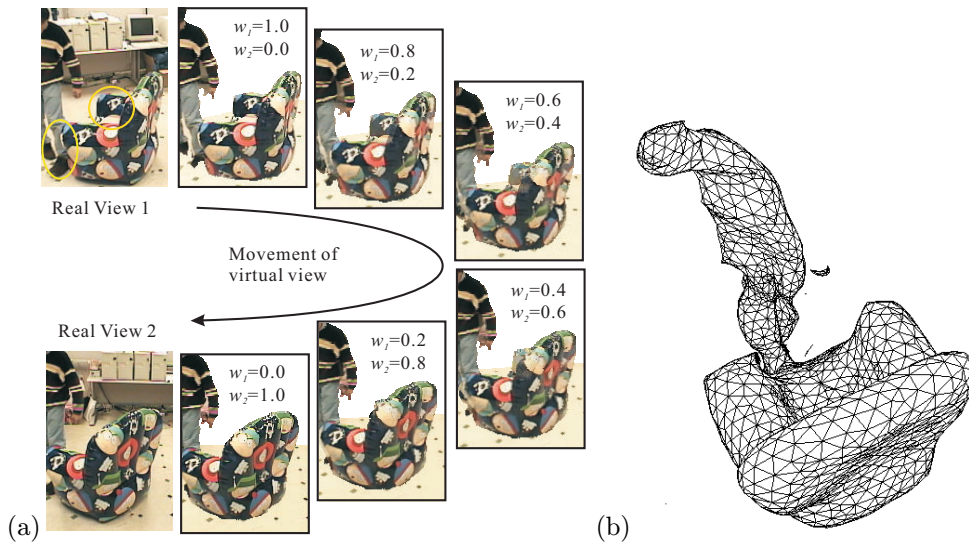 w₁=1.0
w₂=0.0
w₁=0.8
w₂=0.2
w₁=0.6
w₂=0.4
Real View 1
Movement of
virtual view
w₁=0.4
w₂=0.6
Real View 2
w₁=0.2
w₂=0.8
w₁=0.0
w₂=1.0
(a)
(b)